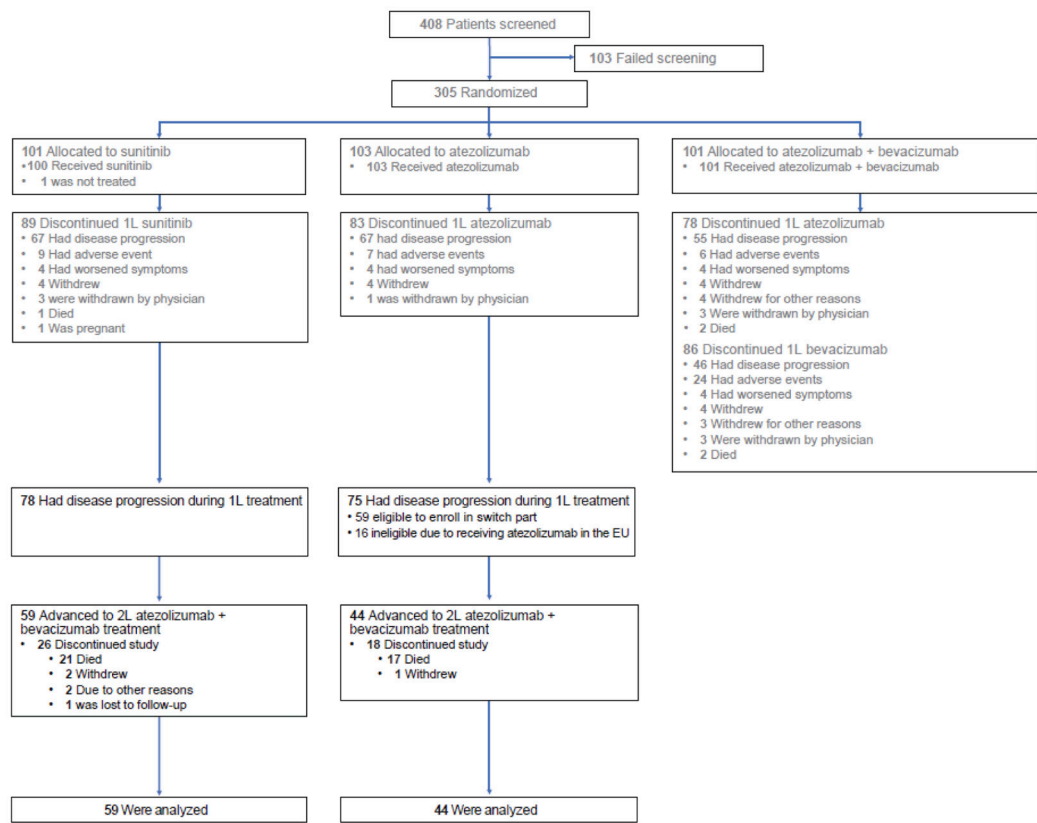 408 Patients screened
103 Failed screening
305 Randomized
101 Allocated to sunitinib
•100 Received sunitinib
• 1 was not treated
103 Allocated to atezolizumab
• 103 Received atezolizumab
101 Allocated to atezolizumab + bevacizumab
• 101 Received atezolizumab + bevacizumab
89 Discontinued 1L sunitinib
• 67 Had disease progression
• 9 Had adverse event
• 4 Had worsened symptoms
• 4 Withdrew
• 3 were withdrawn by physician
• 1 Died
• 1 Was pregnant
83 Discontinued 1L atezolizumab
• 67 had disease progression
• 7 had adverse events
• 4 had worsened symptoms
• 4 Withdrew
• 1 was withdrawn by physician
78 Discontinued 1L atezolizumab
• 55 Had disease progression
• 6 Had adverse events
• 4 Had worsened symptoms
• 4 Withdrew
• 4 Withdrew for other reasons
• 3 Were withdrawn by physician
• 2 Died
86 Discontinued 1L bevacizumab
• 46 Had disease progression
• 24 Had adverse events
• 4 Had worsened symptoms
• 4 Withdrew
• 3 Withdrew for other reasons
• 3 Were withdrawn by physician
• 2 Died
78 Had disease progression during 1L treatment
75 Had disease progression during 1L treatment
• 59 eligible to enroll in switch part
• 16 ineligible due to receiving atezolizumab in the EU
59 Advanced to 2L atezolizumab +
bevacizumab treatment
• 26 Discontinued study
• 21 Died
• 2 Withdrew
• 2 Due to other reasons
• 1 was lost to follow-up
44 Advanced to 2L atezolizumab +
bevacizumab treatment
• 18 Discontinued study
• 17 Died
• 1 Withdrew
59 Were analyzed
44 Were analyzed